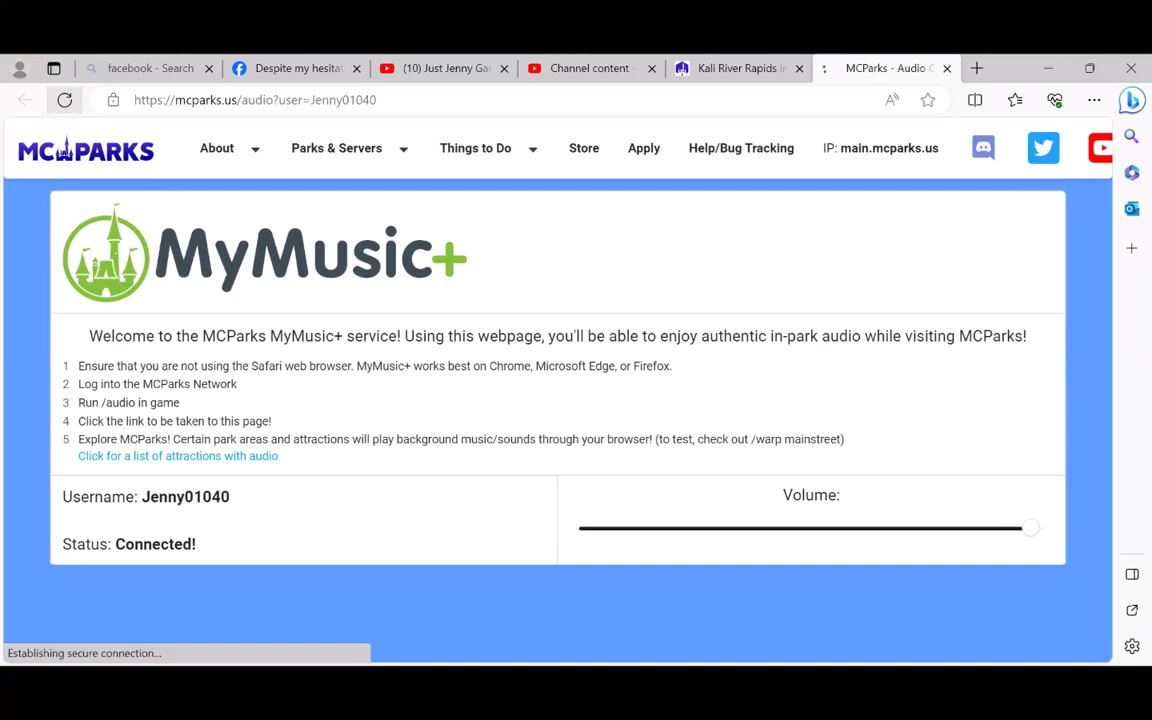 facebook - Search
Despite my hesitat
(10) Just Jenny Ga
Channel content -
Kali River Rapids in
MCParks - Audio C
https://mcparks.us/audio?user=Jenny01040
MCPARKS
About
Parks & Servers
Things to Do
Store
Apply
Help/Bug Tracking
IP: main.mcparks.us
MyMusic+
Welcome to the MCParks MyMusic+ service! Using this webpage, you'll be able to enjoy authentic in-park audio while visiting MCParks!
1 Ensure that you are not using the Safari web browser. MyMusic+ works best on Chrome, Microsoft Edge, or Firefox.
2 Log into the MCParks Network
3 Run /audio in game
4 Click the link to be taken to this page!
5 Explore MCParks! Certain park areas and attractions will play background music/sounds through your browser! (to test, check out /warp mainstreet)
Click for a list of attractions with audio
Username: Jenny01040
Volume:
Status: Connected!
Establishing secure connection...